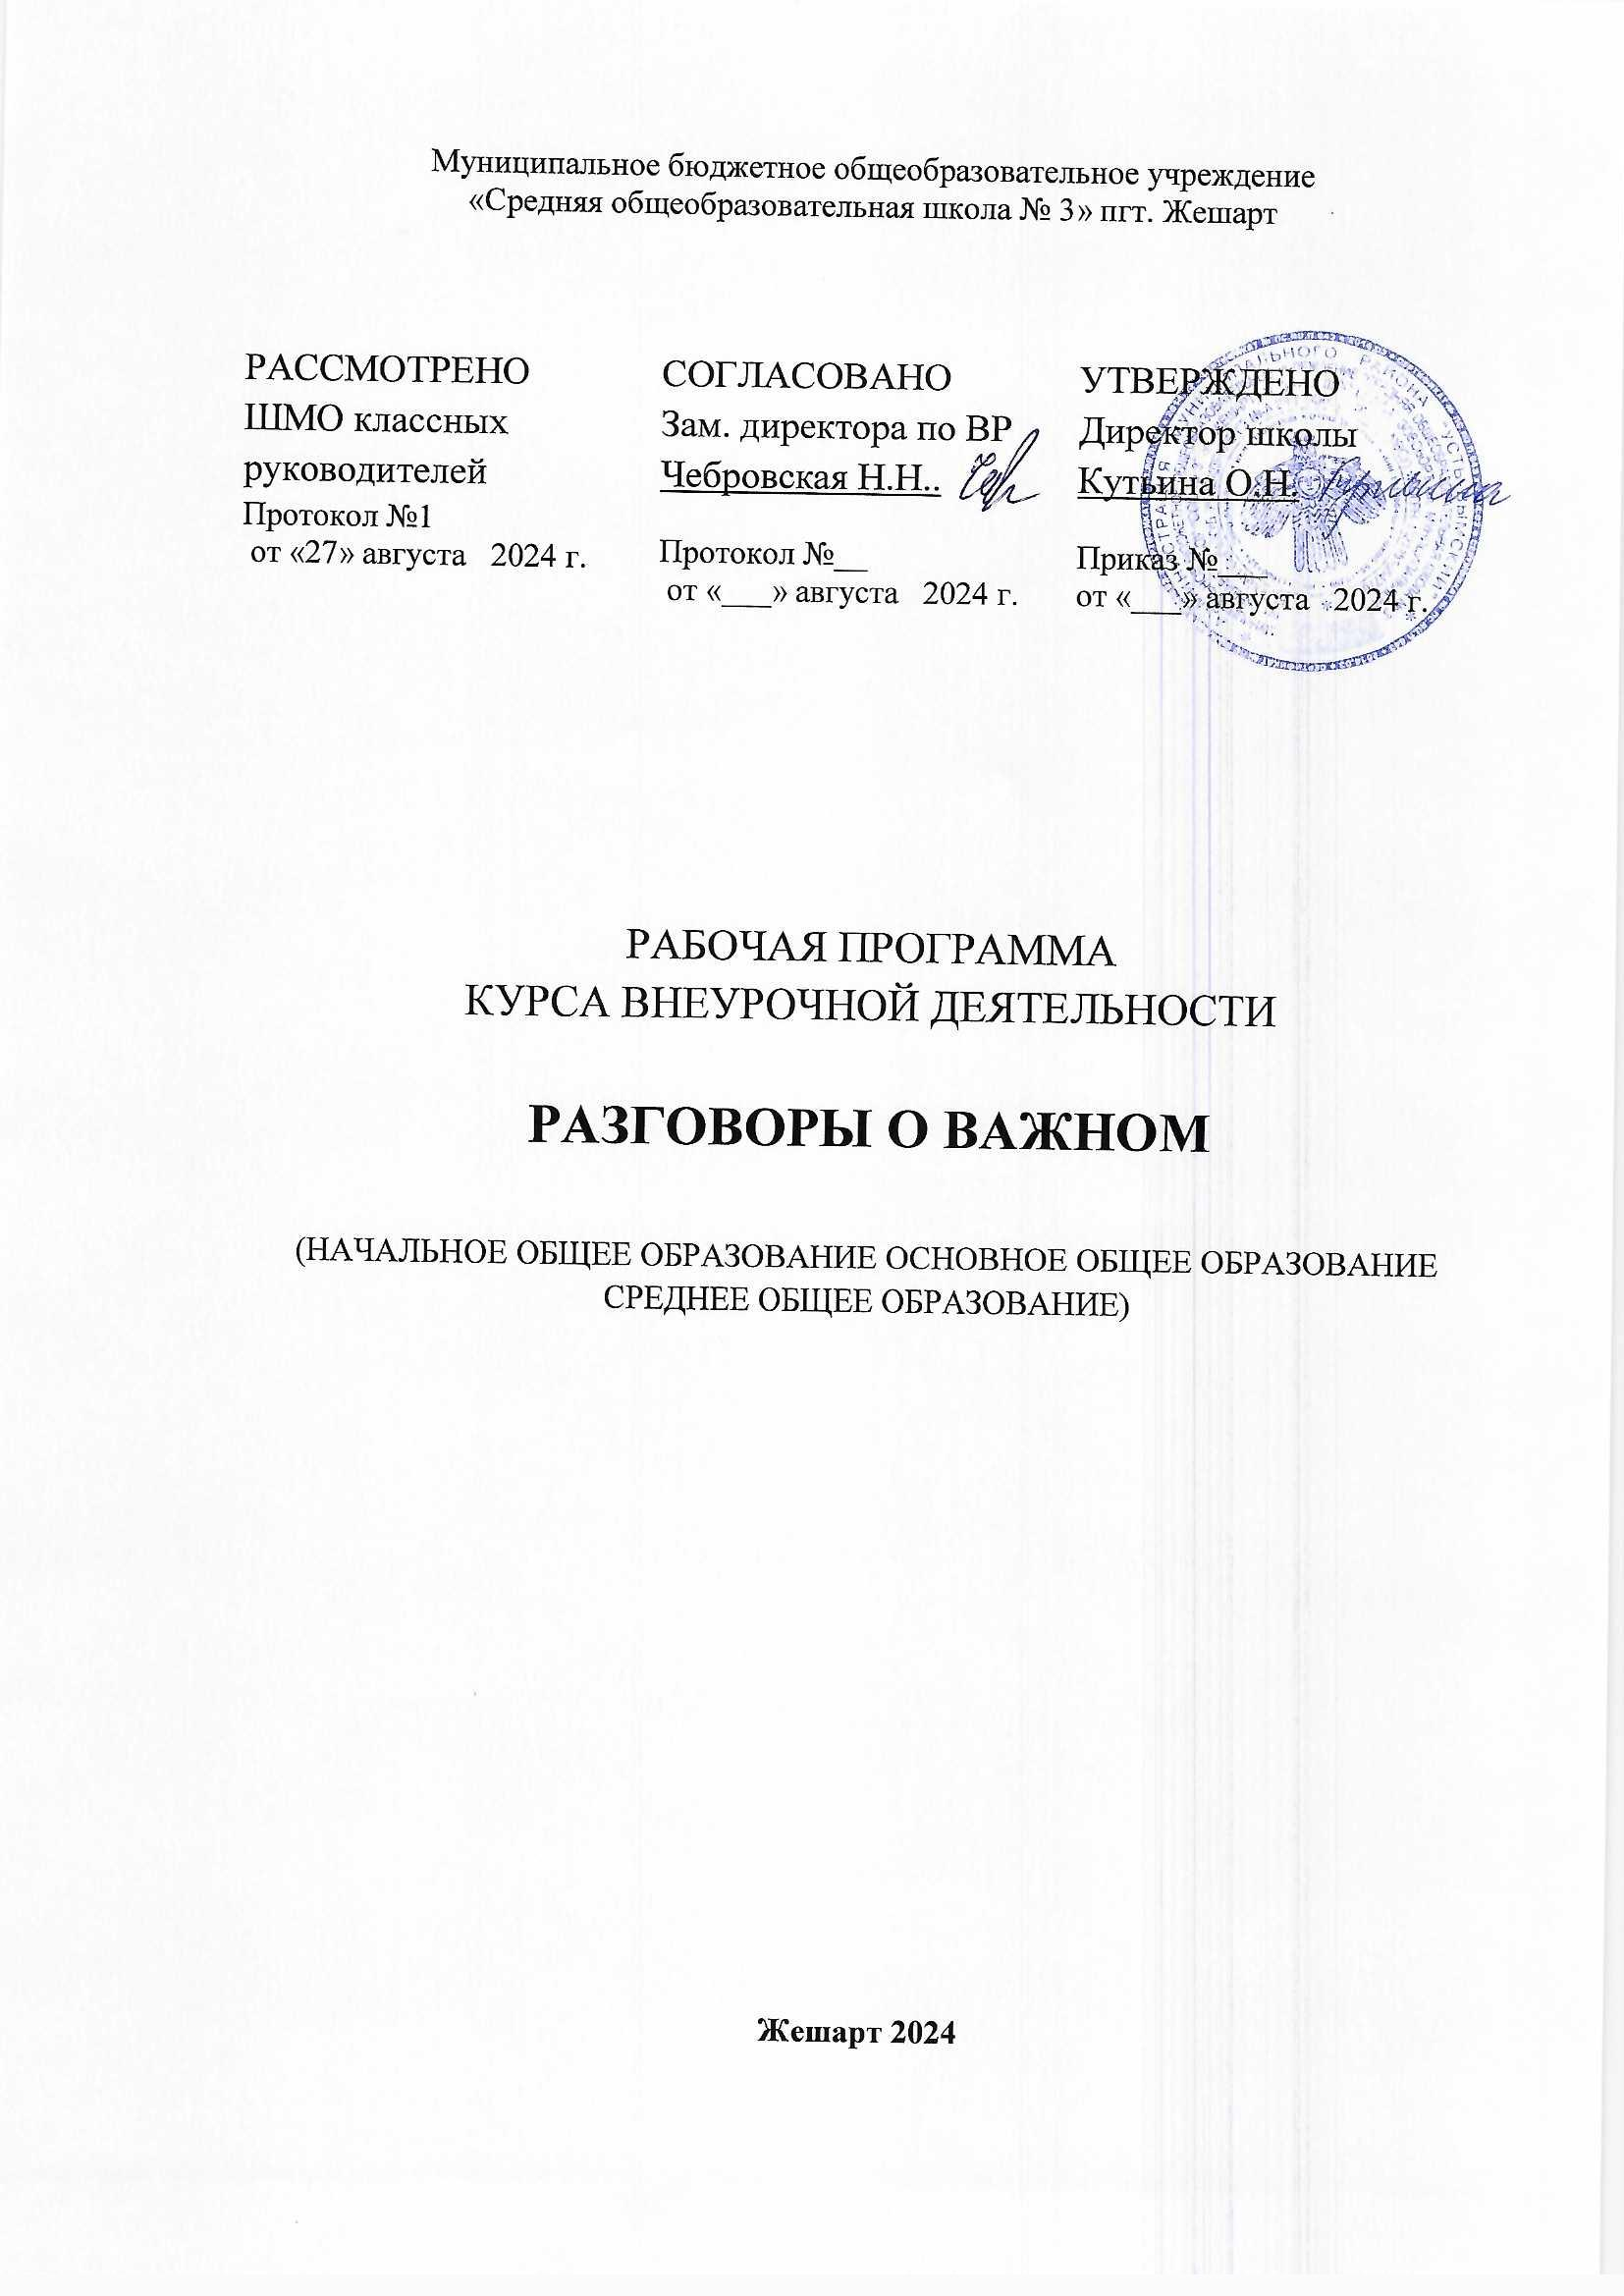 Муниципальное бюджетное общеобразовательное учреждение
«Средняя общеобразовательная школа № 3» пгт. Жешарт
РАССМОТРЕНО
ШМО классных
руководителей
Протокол №1
от «27» августа 2024 г.
СОГЛАСОВАНО
Зам. директора по ВР
Чебровская Н.Н..
Протокол №__
от «___» августа 2024 г.
УТВЕРЖДЕНО
Директор школы
Кутьина О.Н.
Приказ №___
от «___» августа 2024 г.
РАБОЧАЯ ПРОГРАММА
КУРСА ВНЕУРОЧНОЙ ДЕЯТЕЛЬНОСТИ
РАЗГОВОРЫ О ВАЖНОМ
(НАЧАЛЬНОЕ ОБЩЕЕ ОБРАЗОВАНИЕ ОСНОВНОЕ ОБЩЕЕ ОБРАЗОВАНИЕ
СРЕДНЕЕ ОБЩЕЕ ОБРАЗОВАНИЕ)
Жешарт 2024